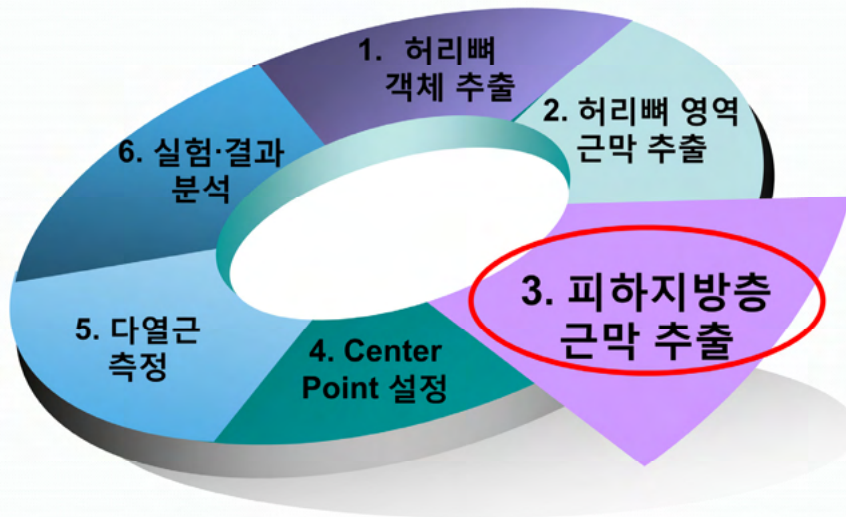 1. 허리뼈
객체 추출
2. 허리뼈 영역
근막 추출
3. 피하지방층
근막 추출
4. Center
Point 설정
5. 다열근
측정
6. 실험·결과
분석